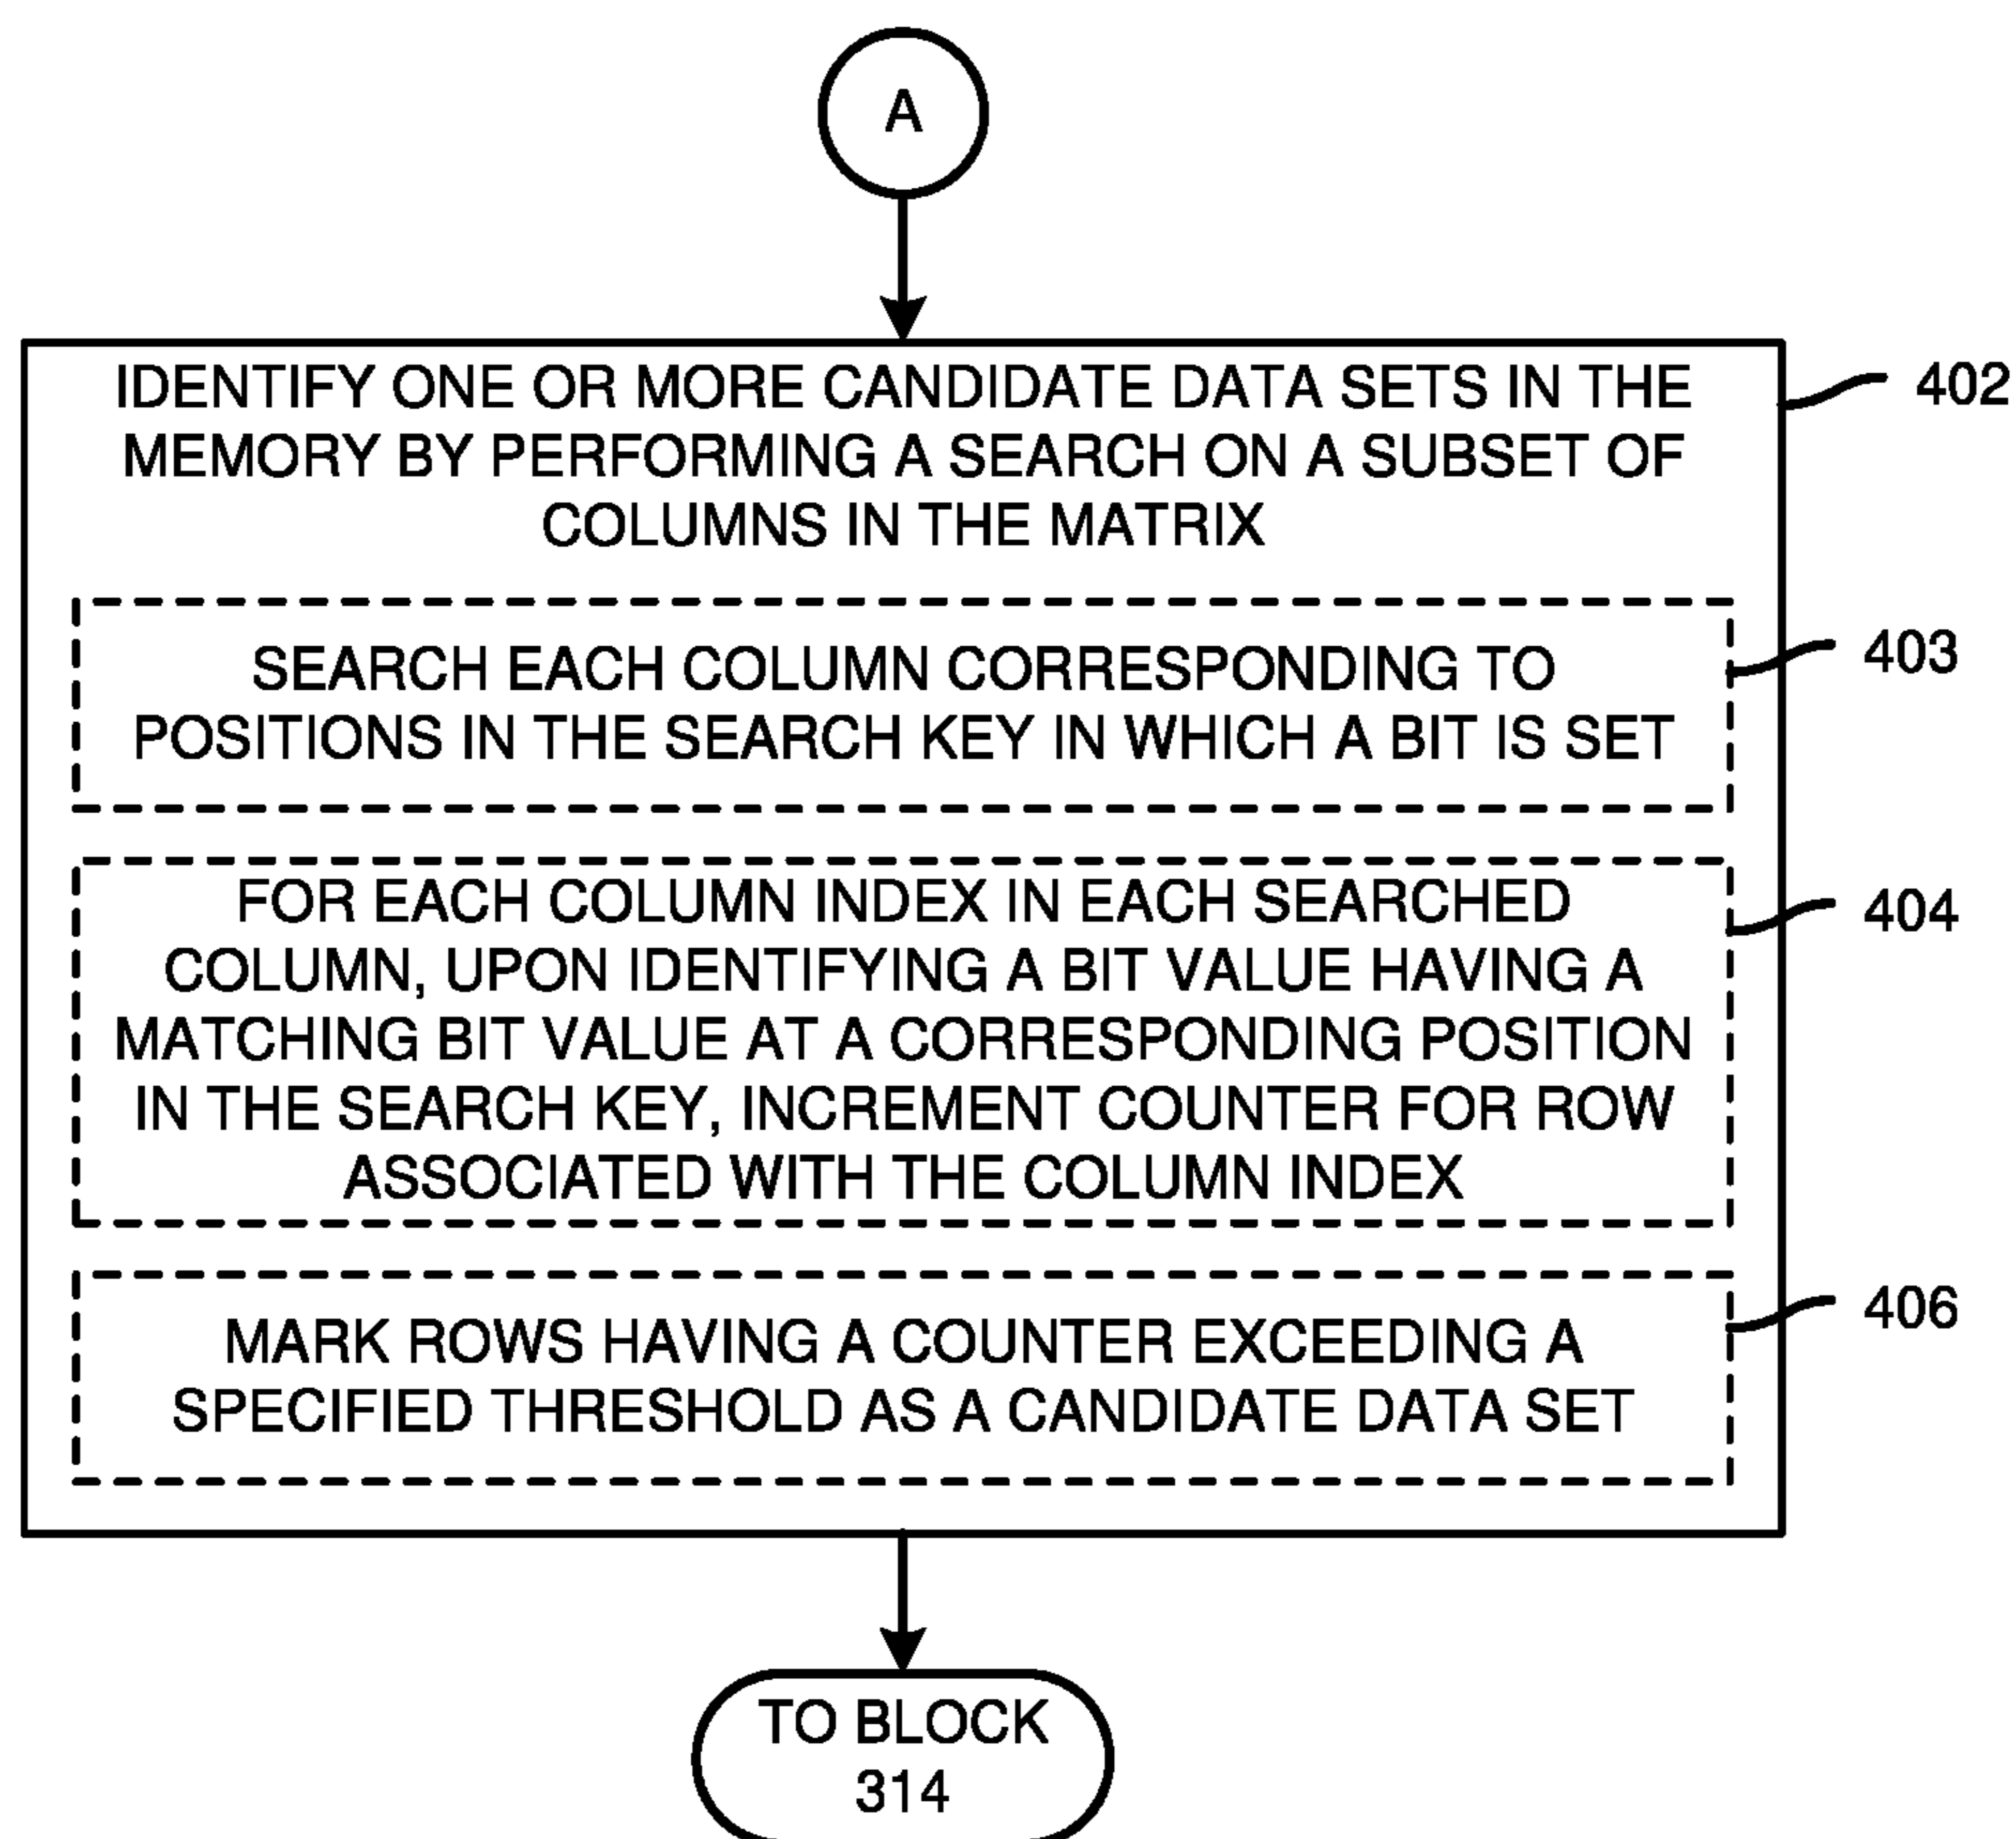 A
IDENTIFY ONE OR MORE CANDIDATE DATA SETS IN THE
MEMORY BY PERFORMING A SEARCH ON A SUBSET OF
COLUMNS IN THE MATRIX
402
SEARCH EACH COLUMN CORRESPONDING TO
POSITIONS IN THE SEARCH KEY IN WHICH A BIT IS SET
403
FOR EACH COLUMN INDEX IN EACH SEARCHED
COLUMN, UPON IDENTIFYING A BIT VALUE HAVING A
MATCHING BIT VALUE AT A CORRESPONDING POSITION
IN THE SEARCH KEY, INCREMENT COUNTER FOR ROW
ASSOCIATED WITH THE COLUMN INDEX
404
MARK ROWS HAVING A COUNTER EXCEEDING A
SPECIFIED THRESHOLD AS A CANDIDATE DATA SET
406
TO BLOCK
314